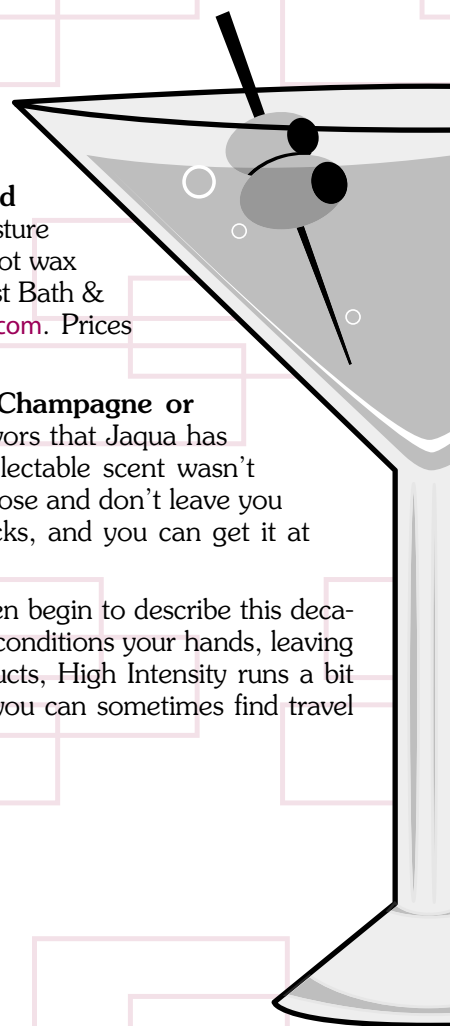 d
sture
ot wax
st Bath &
com. Prices
Champagne or
vors that Jaqua has
lectable scent wasn't
ose and don't leave you
cks, and you can get it at
en begin to describe this deca-
conditions your hands, leaving
ucts, High Intensity runs a bit
you can sometimes find travel